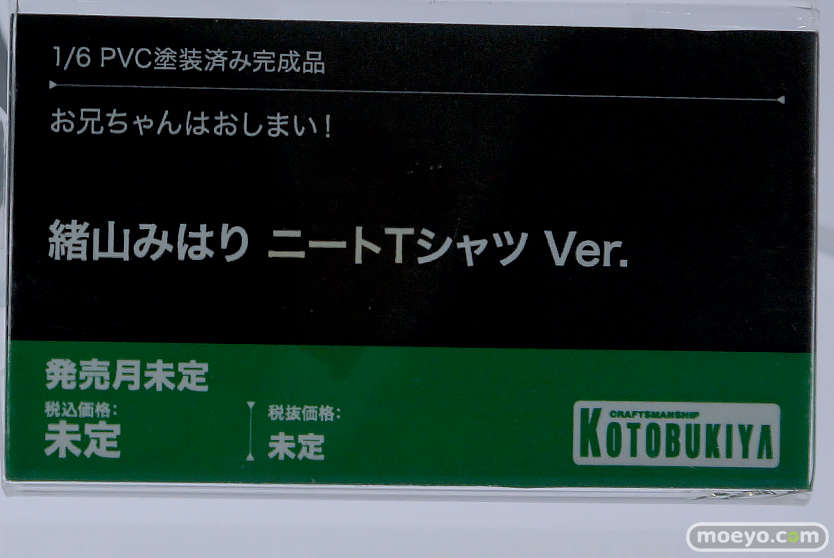 1/6 PVC塗装済み完成品
お兄ちゃんはおしまい!
緒山みはり ニートTシャツ Ver.
発売月未定
税込価格:
未定
税抜価格:
未定
CRAFTSMANSHIP
KOTOBUKIYA
moeyo.com